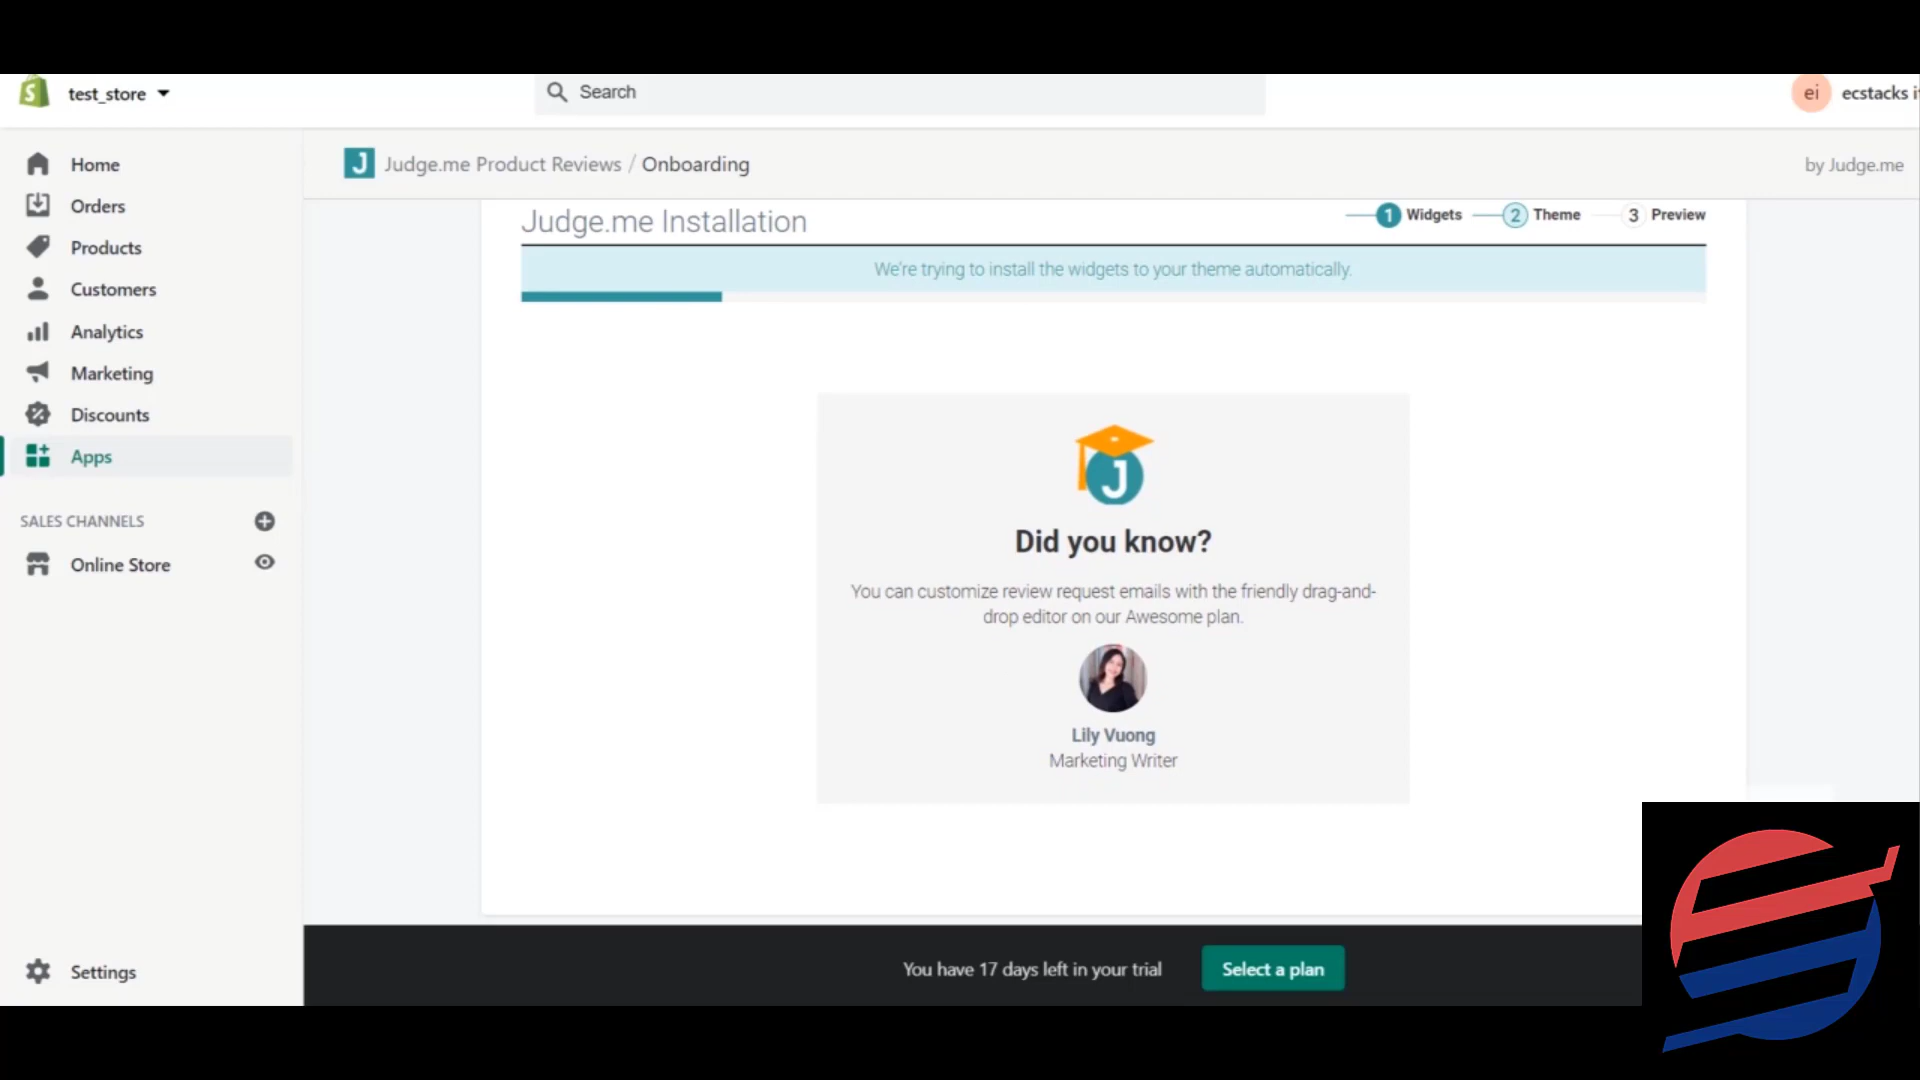 test_store
Search
ei
ecstacks i
Home
Orders
Products
Customers
Analytics
Marketing
Discounts
Apps
SALES CHANNELS
Online Store
Settings
J Judge.me Product Reviews / Onboarding
by Judge.me
Judge.me Installation
1 Widgets 2 Theme 3 Preview
We're trying to install the widgets to your theme automatically.
J
Did you know?
You can customize review request emails with the friendly drag-and-
drop editor on our Awesome plan.
Lily Vuong
Marketing Writer
You have 17 days left in your trial
Select a plan